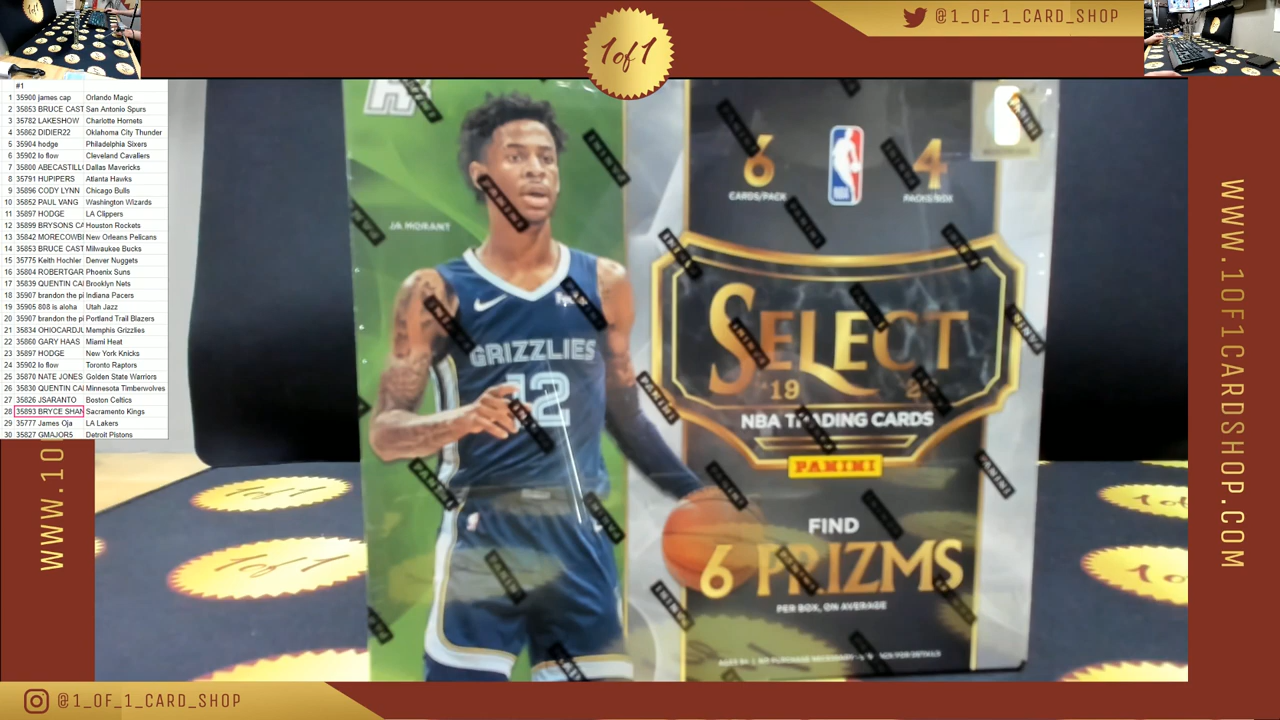 1of1
@1_OF_1_CARD_SHOP
#1
1 35900 james cap Orlando Magic
2 35853 BRUCE CAST San Antonio Spurs
3 35782 LAKESHOW Charlotte Hornets
4 35862 DIDIER22 Oklahoma City Thunder
5 35904 hodge Philadelphia Sixers
6 35902 lo flow Cleveland Cavaliers
7 35800 ABECASTILL Dallas Mavericks
8 35791 HUPIPERS Atlanta Hawks
9 35896 CODY LYNN Chicago Bulls
10 35852 PAUL VANG Washington Wizards
11 35897 HODGE LA Clippers
12 35899 BRYSONS CA Houston Rockets
13 35842 MORECOWB New Orleans Pelicans
14 35853 BRUCE CAST Milwaukee Bucks
15 35775 Keith Hochler Denver Nuggets
16 35804 ROBERTGAR Phoenix Suns
17 35839 QUENTIN CA Brooklyn Nets
18 35907 brandon the pi Indiana Pacers
19 35905 808 is aloha Utah Jazz
20 35907 brandon the pi Portland Trail Blazers
21 35834 OHIOCARDJU Memphis Grizzlies
22 35860 GARY HAAS Miami Heat
23 35897 HODGE New York Knicks
24 35902 lo flow Toronto Raptors
25 35870 NATE JONES Golden State Warriors
26 35830 QUENTIN CA Minnesota Timberwolves
27 35826 JSARANTO Boston Celtics
28 35893 BRYCE SHAN Sacramento Kings
29 35777 James Oja LA Lakers
30 35827 GMAJOR5 Detroit Pistons
JA MORANT
GRIZZLIES
12
6
CARDS/PACK
NBA
4
PACKS/BOX
SELECT
19 2
NBA TRADING CARDS
PANINI
FIND
6 PRIZMS
PER BOX, ON AVERAGE
1of1
1of1
WWW.10
WWW.1OF1CARDSHOP.COM
@1_OF_1_CARD_SHOP